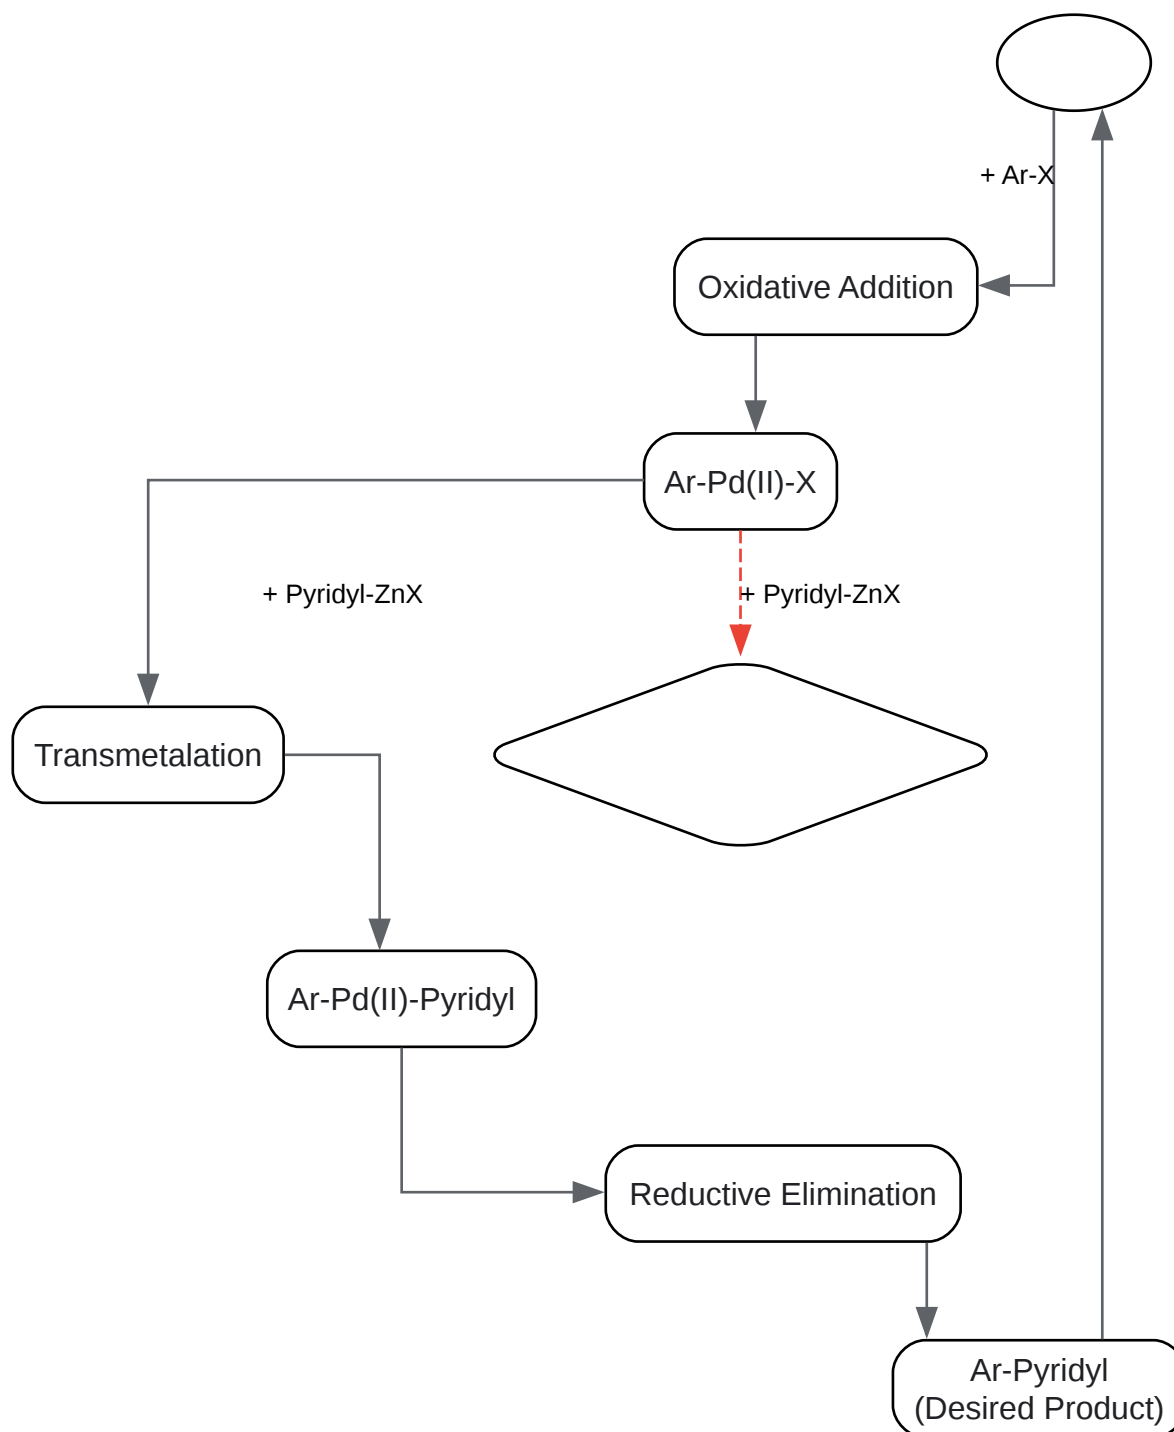 + Ar-X
Oxidative Addition
Ar-Pd(II)-X
+ Pyridyl-ZnX
+ Pyridyl-ZnX
Transmetalation
Ar-Pd(II)-Pyridyl
Reductive Elimination
Ar-Pyridyl
(Desired Product)